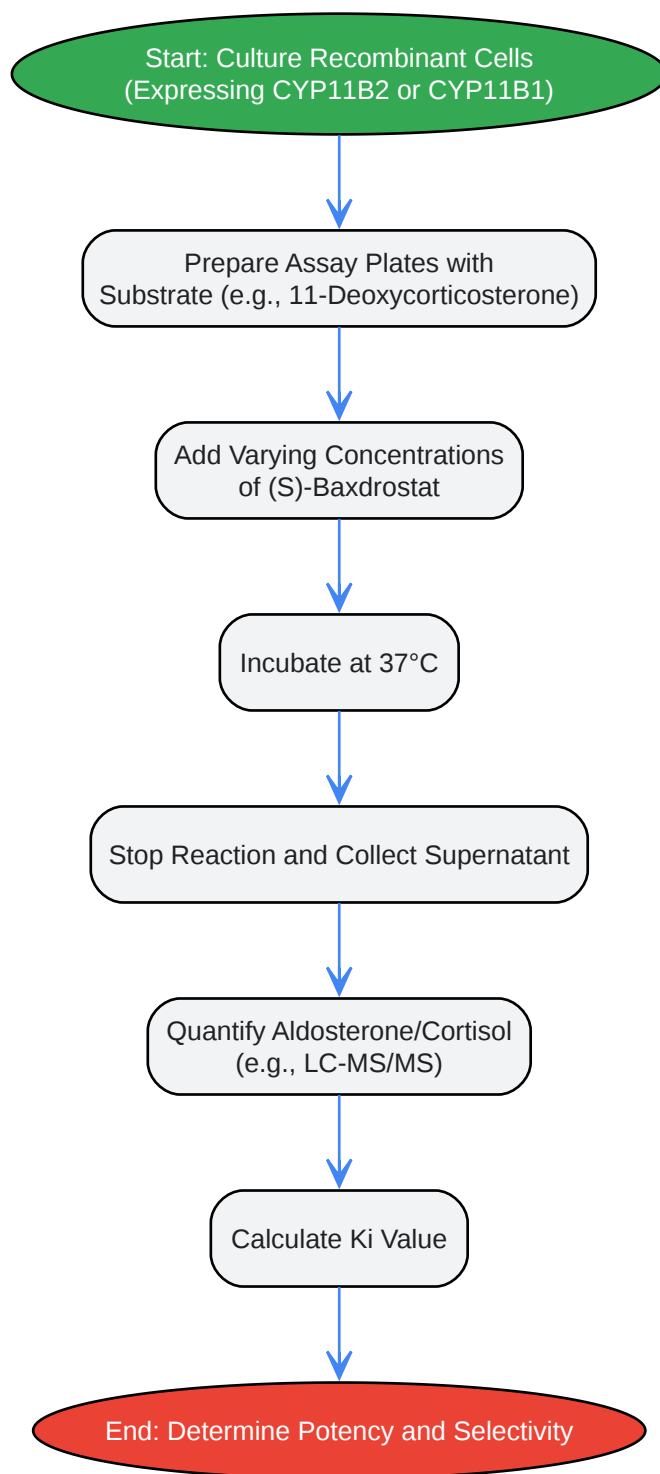 Start: Culture Recombinant Cells
(Expressing CYP11B2 or CYP11B1)
Prepare Assay Plates with
Substrate (e.g., 11-Deoxycorticosterone)
Add Varying Concentrations
of (S)-Baxdrostat
Incubate at 37°C
Stop Reaction and Collect Supernatant
Quantify Aldosterone/Cortisol
(e.g., LC-MS/MS)
Calculate Ki Value
End: Determine Potency and Selectivity